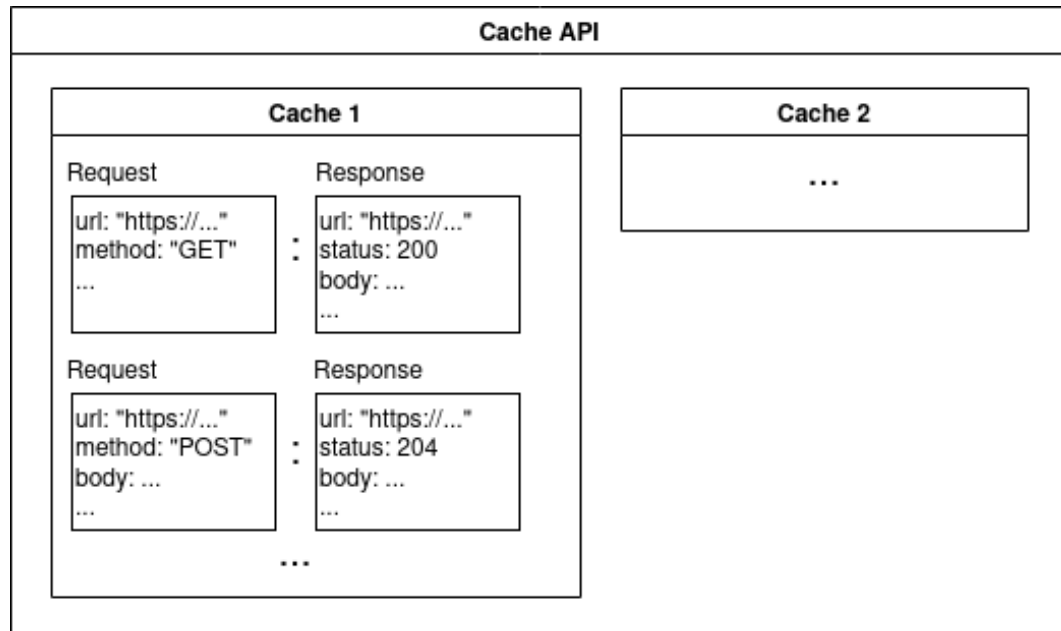 Cache API
Cache 1
Request
Response
url: "https://..."
method: "GET"
...
:
url: "https://..."
status: 200
body: ...
...
Request
Response
url: "https://..."
method: "POST"
body: ...
...
:
url: "https://..."
status: 204
body: ...
...
...
Cache 2
...